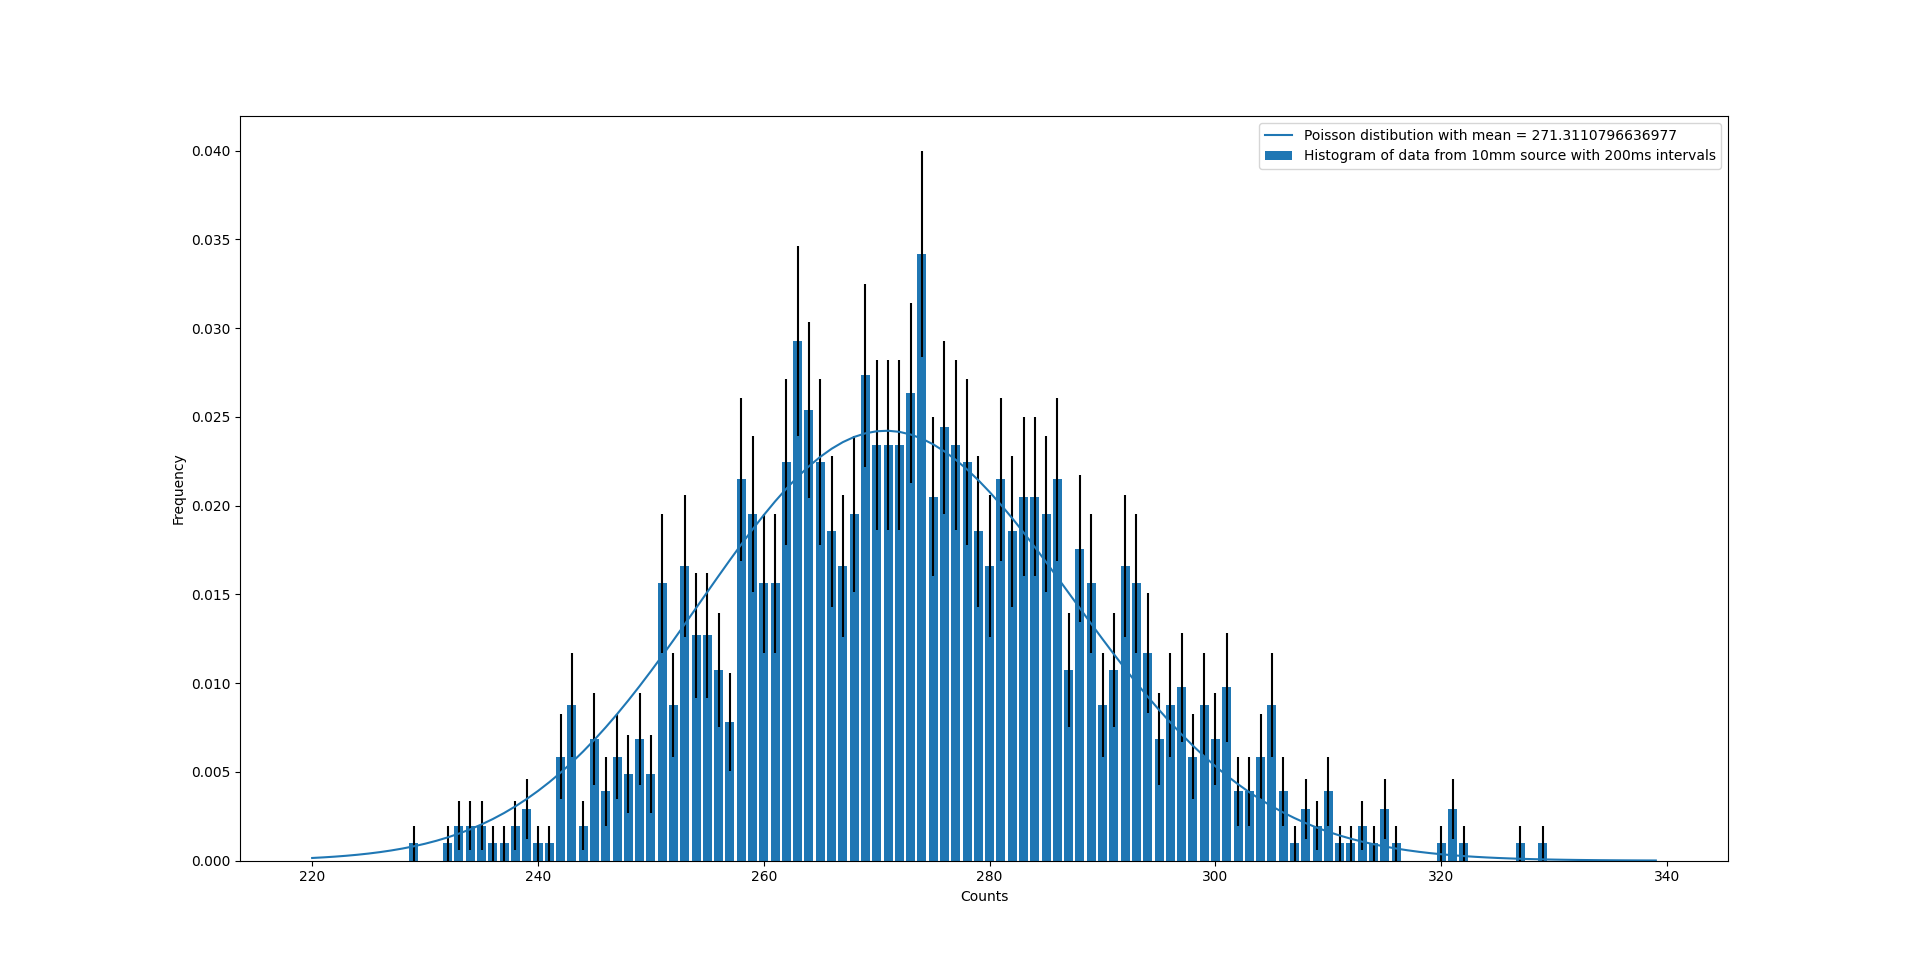 Poisson distibution with mean = 271.3110796636977
Histogram of data from 10mm source with 200ms intervals
0.040
0.035
0.030
0.025
0.020
0.015
0.010
0.005
0.000
Frequency
220 240 260 280 300 320 340
Counts